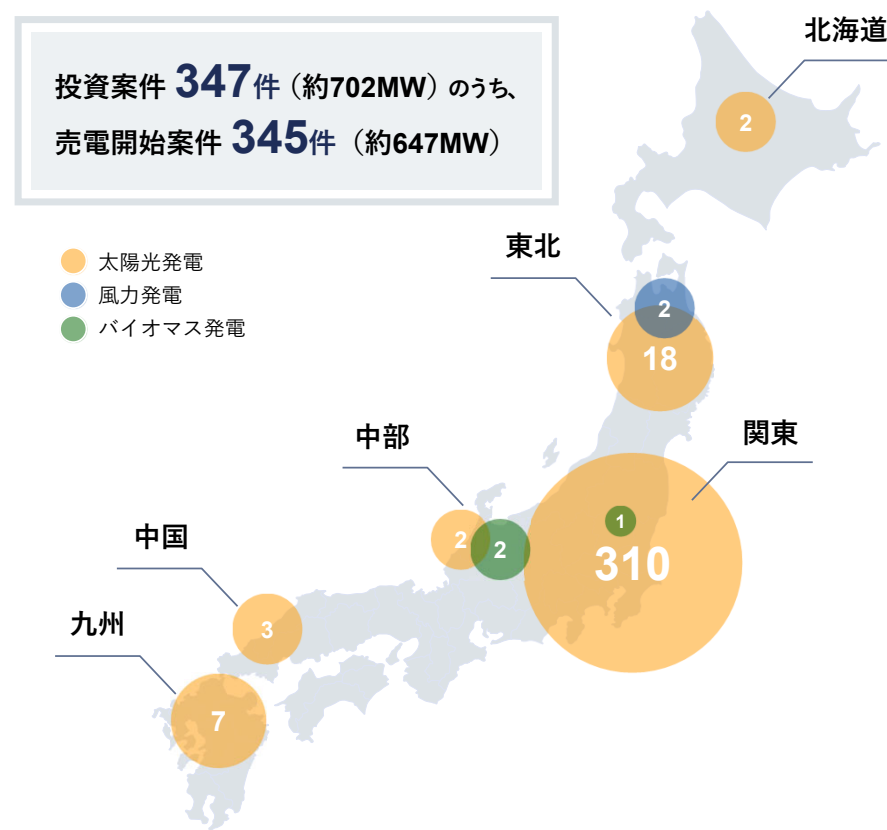 投資案件 347件（約702MW）のうち、
売電開始案件 345件（約647MW）
北海道
2
太陽光発電
風力発電
バイオマス発電
東北
2
18
関東
1
310
中部
2
2
中国
3
九州
7